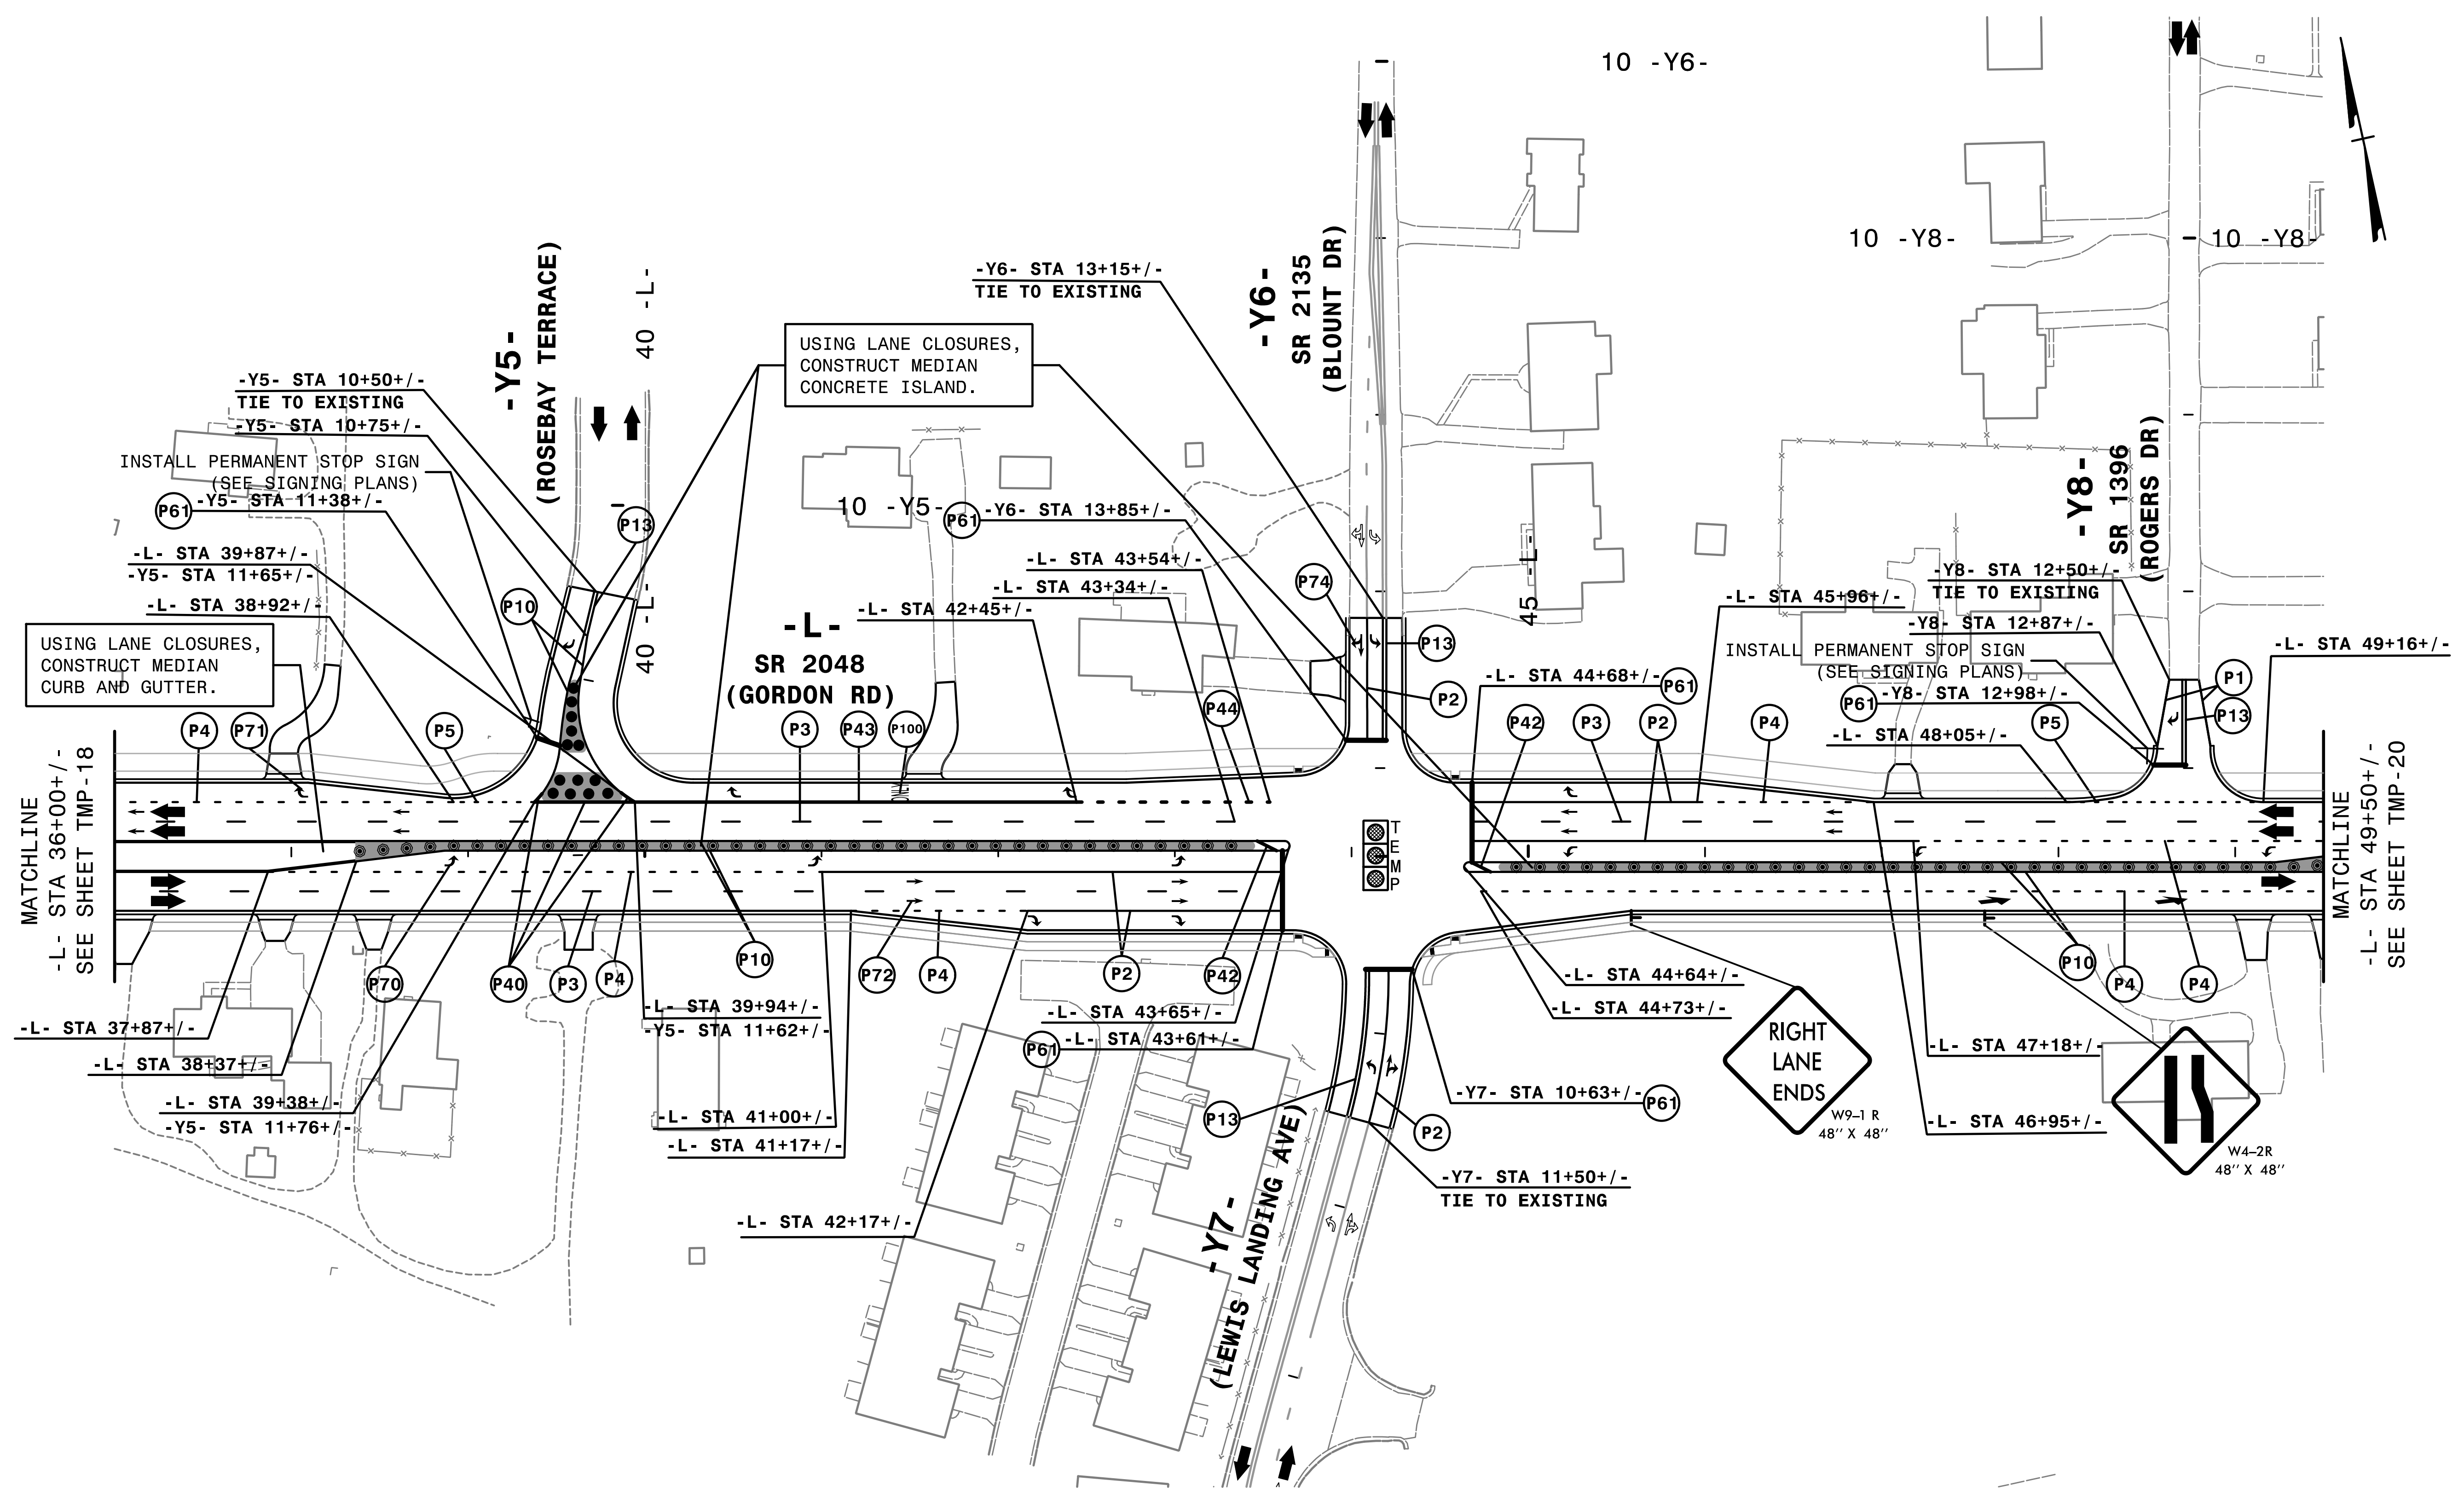 10 -Y6-
10 -Y8-
10 -Y8-
-Y6- STA 13+15+/-
TIE TO EXISTING
-Y6-
SR 2135
(BLOUNT DR)
-Y5-
(ROSEBAY TERRACE)
40 -L-
40 -L-
USING LANE CLOSURES,
CONSTRUCT MEDIAN
CONCRETE ISLAND.
-Y5- STA 10+50+/-
TIE TO EXISTING
-Y5- STA 10+75+/-
INSTALL PERMANENT STOP SIGN
(SEE SIGNING PLANS)
P61
-Y5- STA 11+38+/-
-L- STA 39+87+/-
-Y5- STA 11+65+/-
-L- STA 38+92+/-
USING LANE CLOSURES,
CONSTRUCT MEDIAN
CURB AND GUTTER.
P13
P10
10 -Y5-
P61
-Y6- STA 13+85+/-
-L- STA 43+54+/-
-L- STA 43+34+/-
-L- STA 42+45+/-
P74
P13
P2
P44
-L-
SR 2048
(GORDON RD)
45 -L-
-Y8-
SR 1396
(ROGERS DR)
-Y8- STA 12+50+/-
TIE TO EXISTING
-L- STA 45+96+/-
-Y8- STA 12+87+/-
INSTALL PERMANENT STOP SIGN
(SEE SIGNING PLANS)
P61
-Y8- STA 12+98+/-
-L- STA 48+05+/-
-L- STA 49+16+/-
P1
P13
-L- STA 44+68+/-
P61
P4
P71
P5
P3
P43
P100
P42
P3
P2
P4
P5
MATCHLINE
-L- STA 36+00+/-
SEE SHEET TMP-18
TEMP
MATCHLINE
-L- STA 49+50+/-
SEE SHEET TMP-20
P70
P40
P3
P4
P10
P72
P4
P2
P42
P10
P4
P4
-L- STA 44+64+/-
-L- STA 44+73+/-
-L- STA 39+94+/-
-Y5- STA 11+62+/-
-L- STA 43+65+/-
P61
-L- STA 43+61+/-
-L- STA 37+87+/-
-L- STA 38+37+/-
-L- STA 39+38+/-
-Y5- STA 11+76+/-
-L- STA 41+00+/-
-L- STA 41+17+/-
-L- STA 42+17+/-
RIGHT
LANE
ENDS
W9-1 R
48'' X 48''
-L- STA 47+18+/-
-L- STA 46+95+/-
W4-2R
48'' X 48''
-Y7- STA 10+63+/-
P61
P13
P2
-Y7- STA 11+50+/-
TIE TO EXISTING
-Y7-
(LEWIS LANDING AVE)